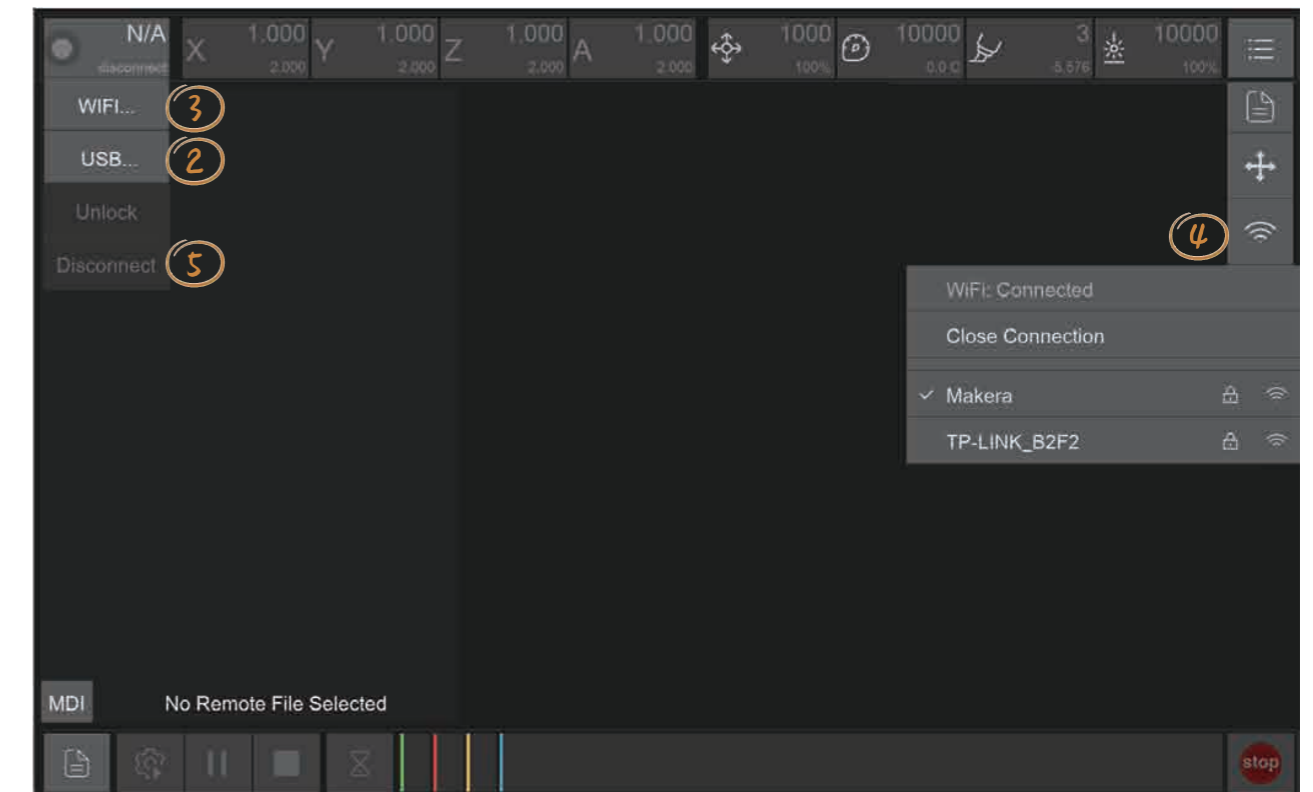 N/A X 1.000 Y 1.000 Z 1.000 A 1.000 1000 10000 3 10000
disconnect 2.000 2.000 2.000 2.000 100% 0.0 C -5.576 100%
WIFI... 3
USB... 2
Unlock
4
Disconnect 5
WiFi: Connected
Close Connection
Makera
TP-LINK_B2F2
MDI No Remote File Selected
stop